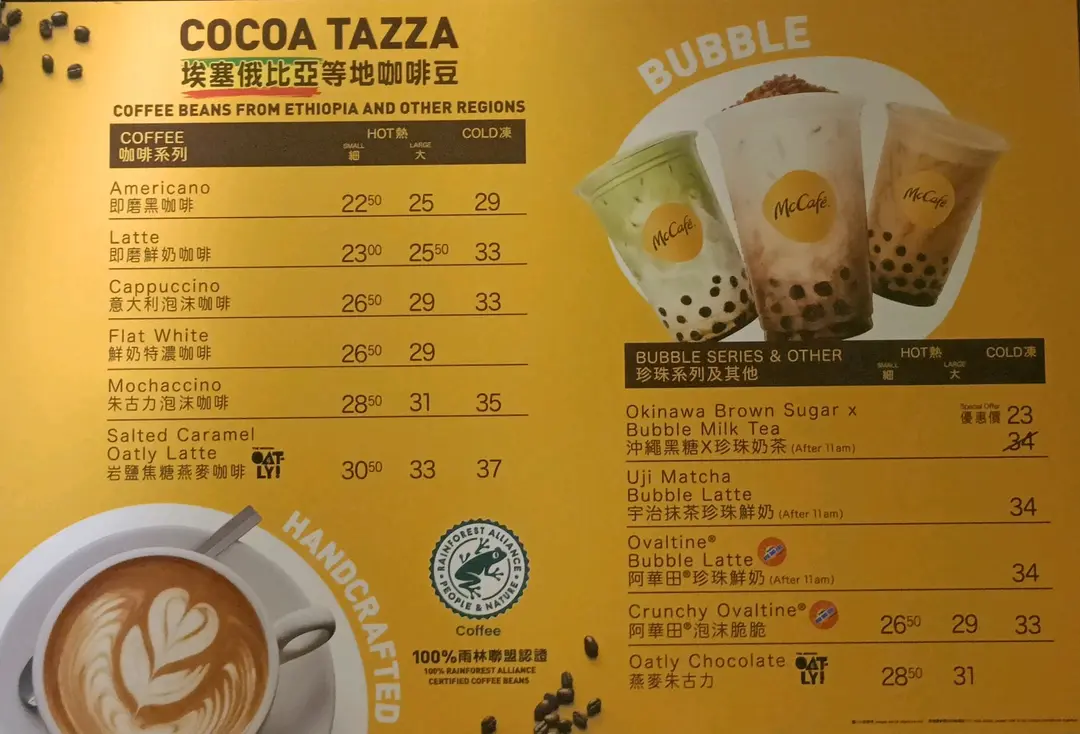 COCOA TAZZA
埃塞俄比亞等地咖啡豆
COFFEE BEANS FROM ETHIOPIA AND OTHER REGIONS
COFFEE HOT熱 COLD凍
咖啡系列 SMALL 細 LARGE 大
Americano
即磨黑咖啡 22⁵⁰ 25 29
Latte
即磨鮮奶咖啡 23⁰⁰ 25⁵⁰ 33
Cappuccino
意大利泡沫咖啡 26⁵⁰ 29 33
Flat White
鮮奶特濃咖啡 26⁵⁰ 29
Mochaccino
朱古力泡沫咖啡 28⁵⁰ 31 35
Salted Caramel
Oatly Latte
岩鹽焦糖燕麥咖啡 OATLY! 30⁵⁰ 33 37
HANDCRAFTED
RAINFOREST ALLIANCE
PEOPLE & NATURE
Coffee
100%雨林聯盟認證
100% RAINFOREST ALLIANCE
CERTIFIED COFFEE BEANS
BUBBLE
McCafé
McCafé
McCafé
BUBBLE SERIES & OTHER HOT熱 COLD凍
珍珠系列及其他 SMALL 細 LARGE 大
Okinawa Brown Sugar x Special Offer
Bubble Milk Tea 優惠價 23
沖繩黑糖X珍珠奶茶 (After 11am) 34
Uji Matcha
Bubble Latte
宇治抹茶珍珠鮮奶 (After 11am) 34
Ovaltine®
Bubble Latte
阿華田®珍珠鮮奶 (After 11am) 34
Crunchy Ovaltine®
阿華田®泡沫脆脆 26⁵⁰ 29 33
Oatly Chocolate OATLY!
燕麥朱古力 28⁵⁰ 31